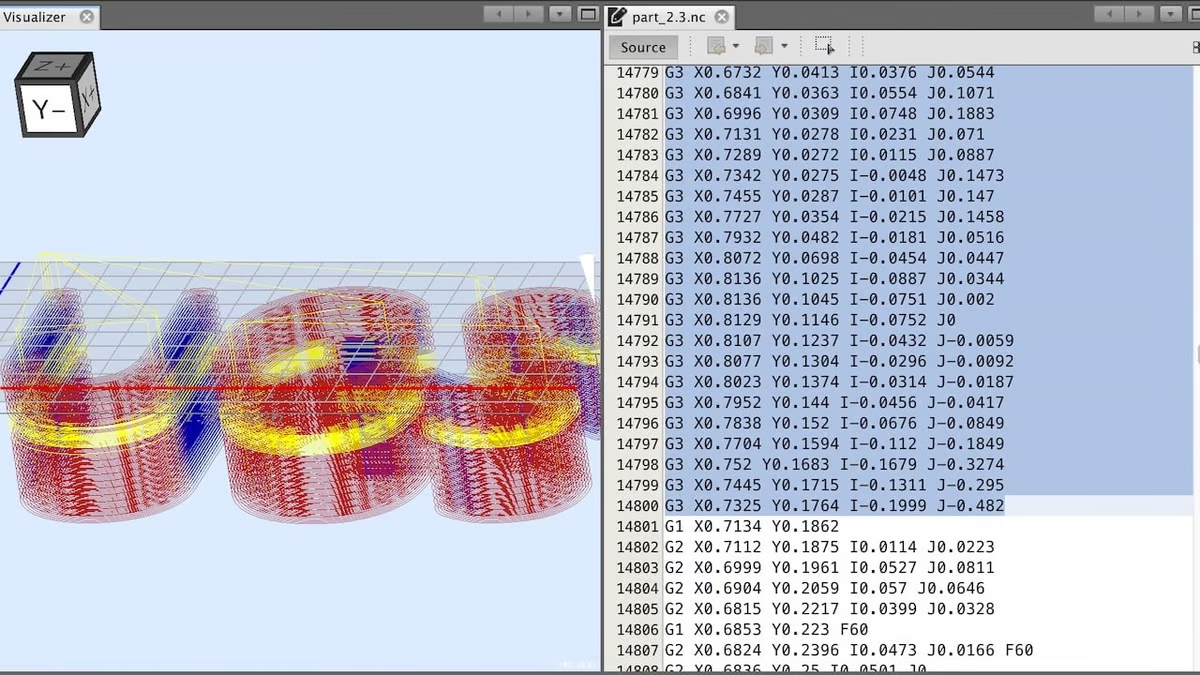 Visualizer
part_2.3.nc
Source
Z+
Y-
X+
14779 G3 X0.6732 Y0.0413 I0.0376 J0.0544
14780 G3 X0.6841 Y0.0363 I0.0554 J0.1071
14781 G3 X0.6996 Y0.0309 I0.0748 J0.1883
14782 G3 X0.7131 Y0.0278 I0.0231 J0.071
14783 G3 X0.7289 Y0.0272 I0.0115 J0.0887
14784 G3 X0.7342 Y0.0275 I-0.0048 J0.1473
14785 G3 X0.7455 Y0.0287 I-0.0101 J0.147
14786 G3 X0.7727 Y0.0354 I-0.0215 J0.1458
14787 G3 X0.7932 Y0.0482 I-0.0181 J0.0516
14788 G3 X0.8072 Y0.0698 I-0.0454 J0.0447
14789 G3 X0.8136 Y0.1025 I-0.0887 J0.0344
14790 G3 X0.8136 Y0.1045 I-0.0751 J0.002
14791 G3 X0.8129 Y0.1146 I-0.0752 J0
14792 G3 X0.8107 Y0.1237 I-0.0432 J-0.0059
14793 G3 X0.8077 Y0.1304 I-0.0296 J-0.0092
14794 G3 X0.8023 Y0.1374 I-0.0314 J-0.0187
14795 G3 X0.7952 Y0.144 I-0.0456 J-0.0417
14796 G3 X0.7838 Y0.152 I-0.0676 J-0.0849
14797 G3 X0.7704 Y0.1594 I-0.112 J-0.1849
14798 G3 X0.752 Y0.1683 I-0.1679 J-0.3274
14799 G3 X0.7445 Y0.1715 I-0.1311 J-0.295
14800 G3 X0.7325 Y0.1764 I-0.1999 J-0.482
14801 G1 X0.7134 Y0.1862
14802 G2 X0.7112 Y0.1875 I0.0114 J0.0223
14803 G2 X0.6999 Y0.1961 I0.0527 J0.0811
14804 G2 X0.6904 Y0.2059 I0.057 J0.0646
14805 G2 X0.6815 Y0.2217 I0.0399 J0.0328
14806 G1 X0.6853 Y0.223 F60
14807 G2 X0.6824 Y0.2396 I0.0473 J0.0166 F60
14808 G2 X0.6836 Y0.25 I0.0501 J0